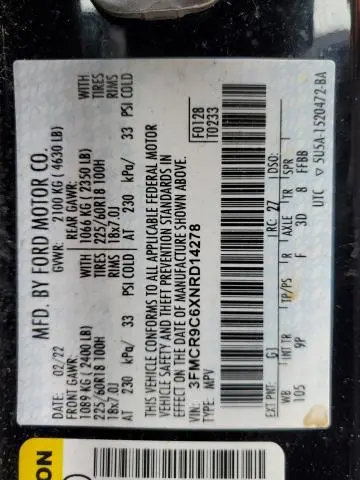 MFD. BY FORD MOTOR CO.
DATE: 02/22 GVWR: 2100 KG ( 4630 LB)
FRONT GAWR: REAR GAWR:
1089 KG ( 2400 LB) 1066 KG ( 2350 LB) WITH
225/60R18 100H TIRES 225/60R18 100H TIRES
18x7.0J RIMS 18x7.0J RIMS
AT 230 kPa/ 33 PSI COLD AT 230 kPa/ 33 PSI COLD
THIS VEHICLE CONFORMS TO ALL APPLICABLE FEDERAL MOTOR
VEHICLE SAFETY AND THEFT PREVENTION STANDARDS IN
EFFECT ON THE DATE OF MANUFACTURE SHOWN ABOVE.
VIN: 3FMCR9C6XNRD14278 F0128
TYPE: MPV T0233
EXT PNT: G1 RC: 27 DSO:
WB INT TR TP/PS R AXLE TR SPR
105 9P F 3D 8 FFBB
UTC ▽ 5U5A-1520472-BA
ON